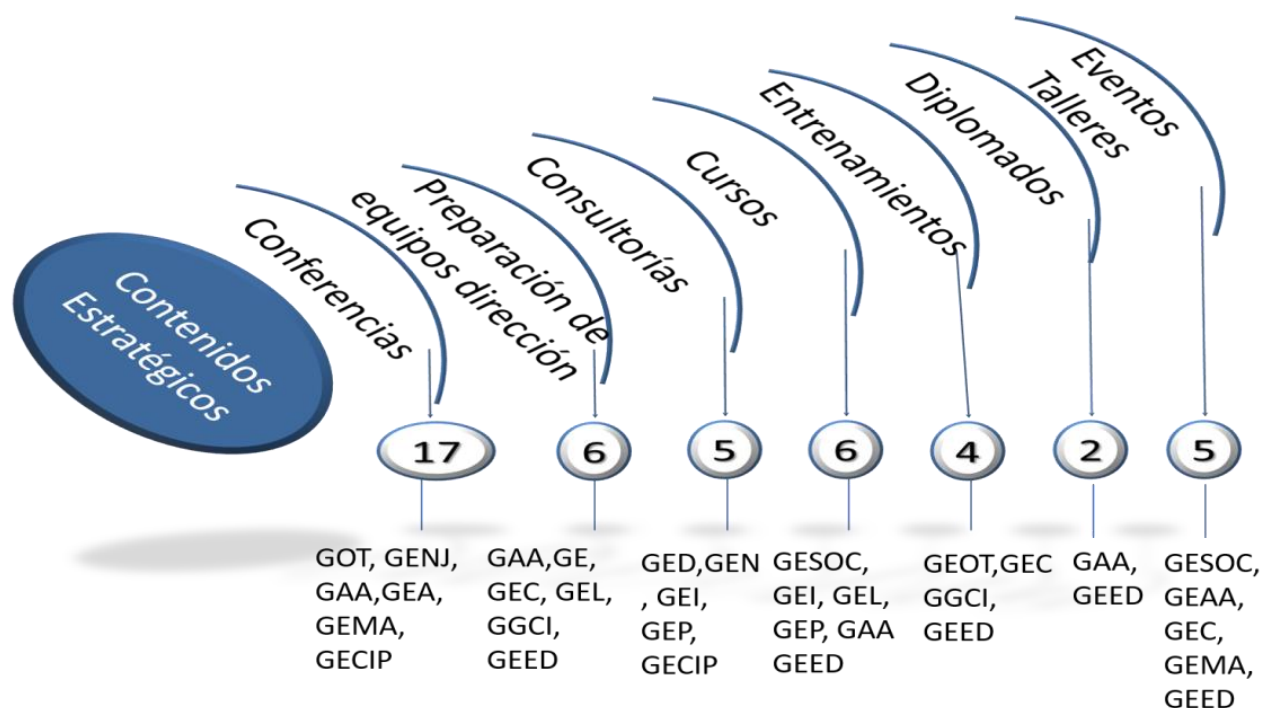 Contenidos
Estratégicos
Conferencias
Preparación de
equipos dirección
Consultorías
Cursos
Entrenamientos
Diplomados
Eventos
Talleres
17
6
5
6
4
2
5
GOT, GENJ,
GAA,GEA,
GEMA,
GECIP
GAA,GE,
GEC, GEL,
GGCI,
GEED
GED,GEN
, GEI,
GEP,
GECIP
GESOC,
GEI, GEL,
GEP, GAA
GEED
GEOT,GEC
GGCI,
GEED
GAA,
GEED
GESOC,
GEAA,
GEC,
GEMA,
GEED